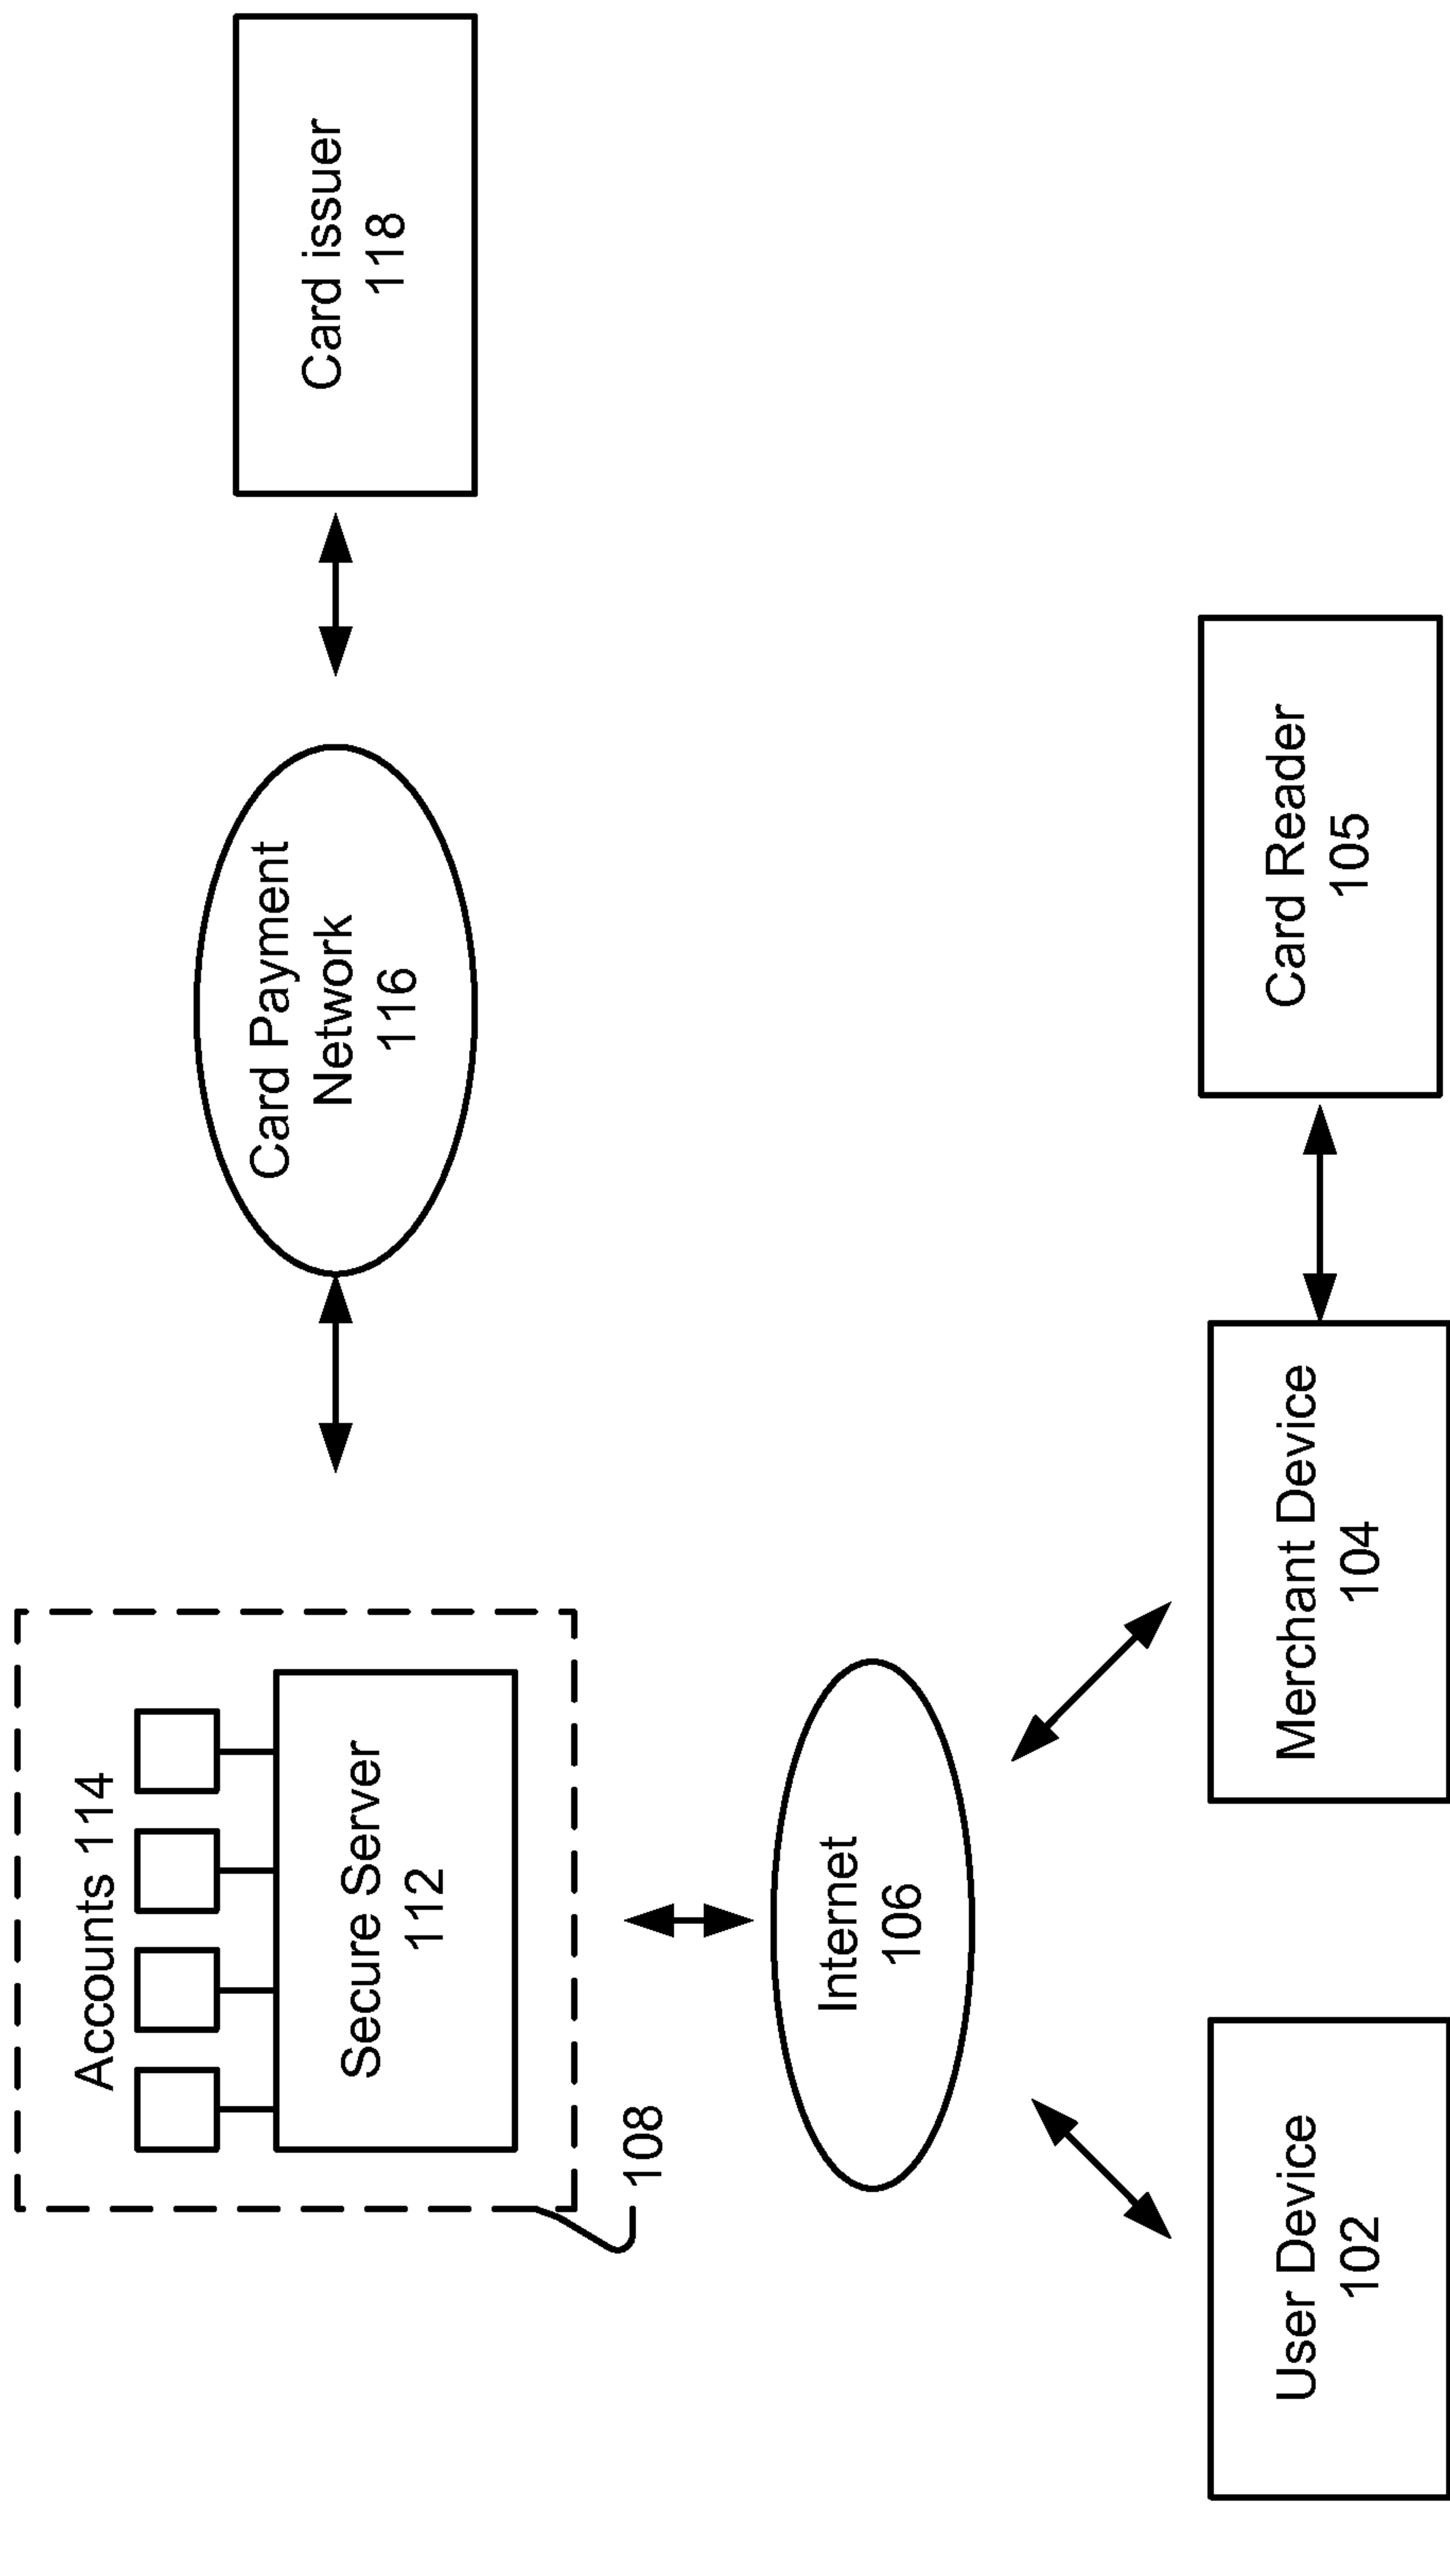 Accounts 114
Secure Server
112
108
Card Payment
Network
116
Card issuer
118
Internet
106
User Device
102
Merchant Device
104
Card Reader
105